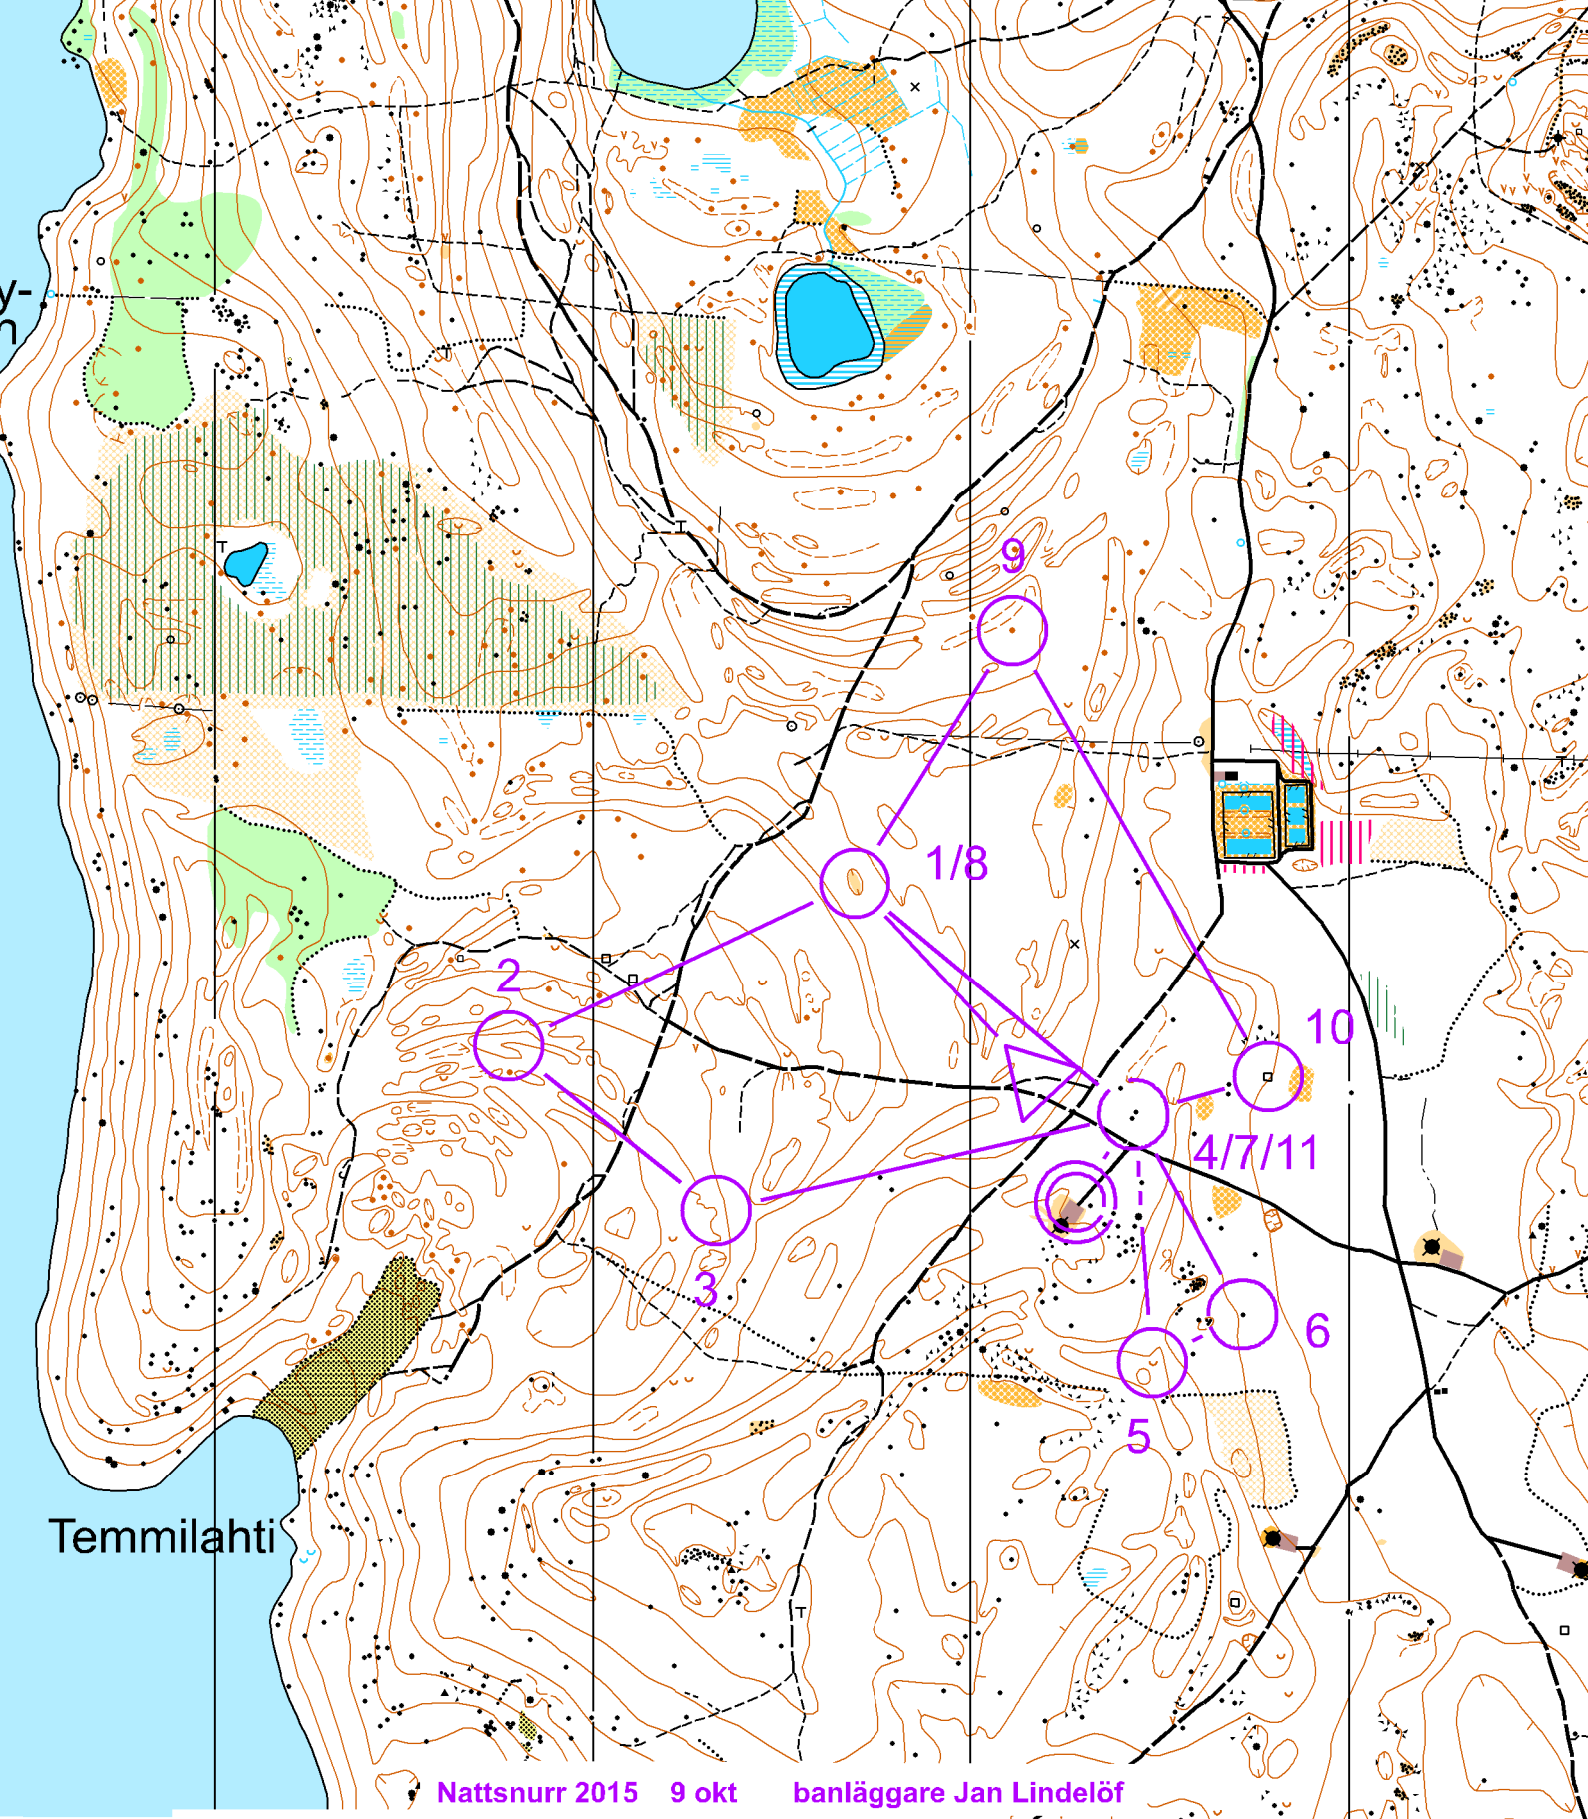 y-
n
9
1/8
2
10
4/7/11
3
6
5
Temmilahti
Nattsnurr 2015 9 okt banläggare Jan Lindelöf